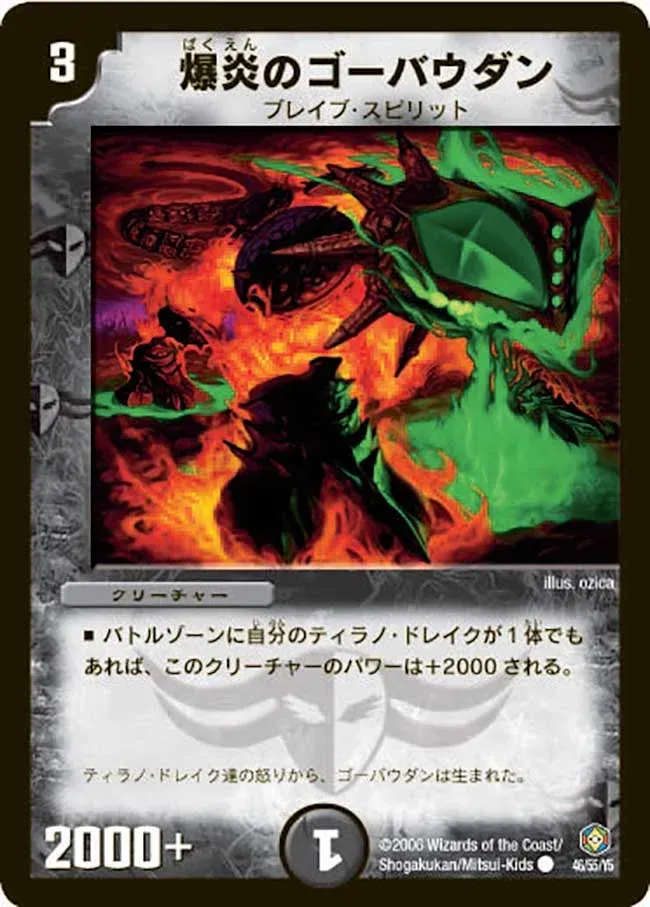 3
ばくえん
爆炎のゴーバウダン
ブレイブ・スピリット
illus. ozica
クリーチャー
■ バトルゾーンに自分のティラノ・ドレイクが1体でも
あれば、このクリーチャーのパワーは+2000 される。
ティラノ・ドレイク達の怒りから、ゴーバウダンは生まれた。
2000+
1
©2006 Wizards of the Coast/
Shogakukan/Mitsui-Kids
46/55/Y5